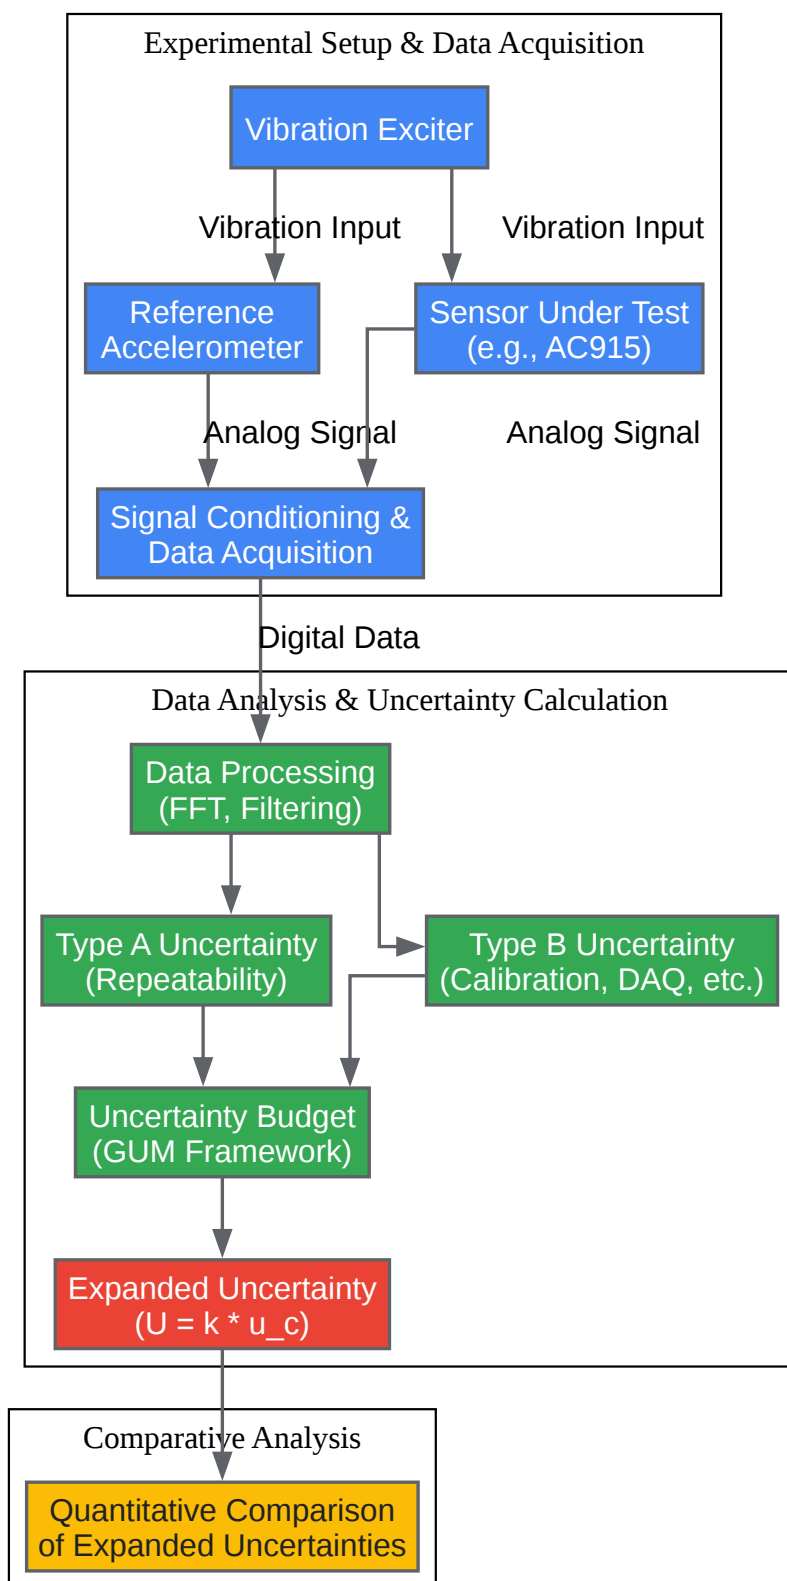 Experimental Setup & Data Acquisition
Vibration Exciter
Vibration Input
Vibration Input
Reference
Accelerometer
Sensor Under Test
(e.g., AC915)
Analog Signal
Analog Signal
Signal Conditioning &
Data Acquisition
Digital Data
Data Analysis & Uncertainty Calculation
Data Processing
(FFT, Filtering)
Type A Uncertainty
(Repeatability)
Type B Uncertainty
(Calibration, DAQ, etc.)
Uncertainty Budget
(GUM Framework)
Expanded Uncertainty
(U = k * u_c)
Comparative Analysis
Quantitative Comparison
of Expanded Uncertainties